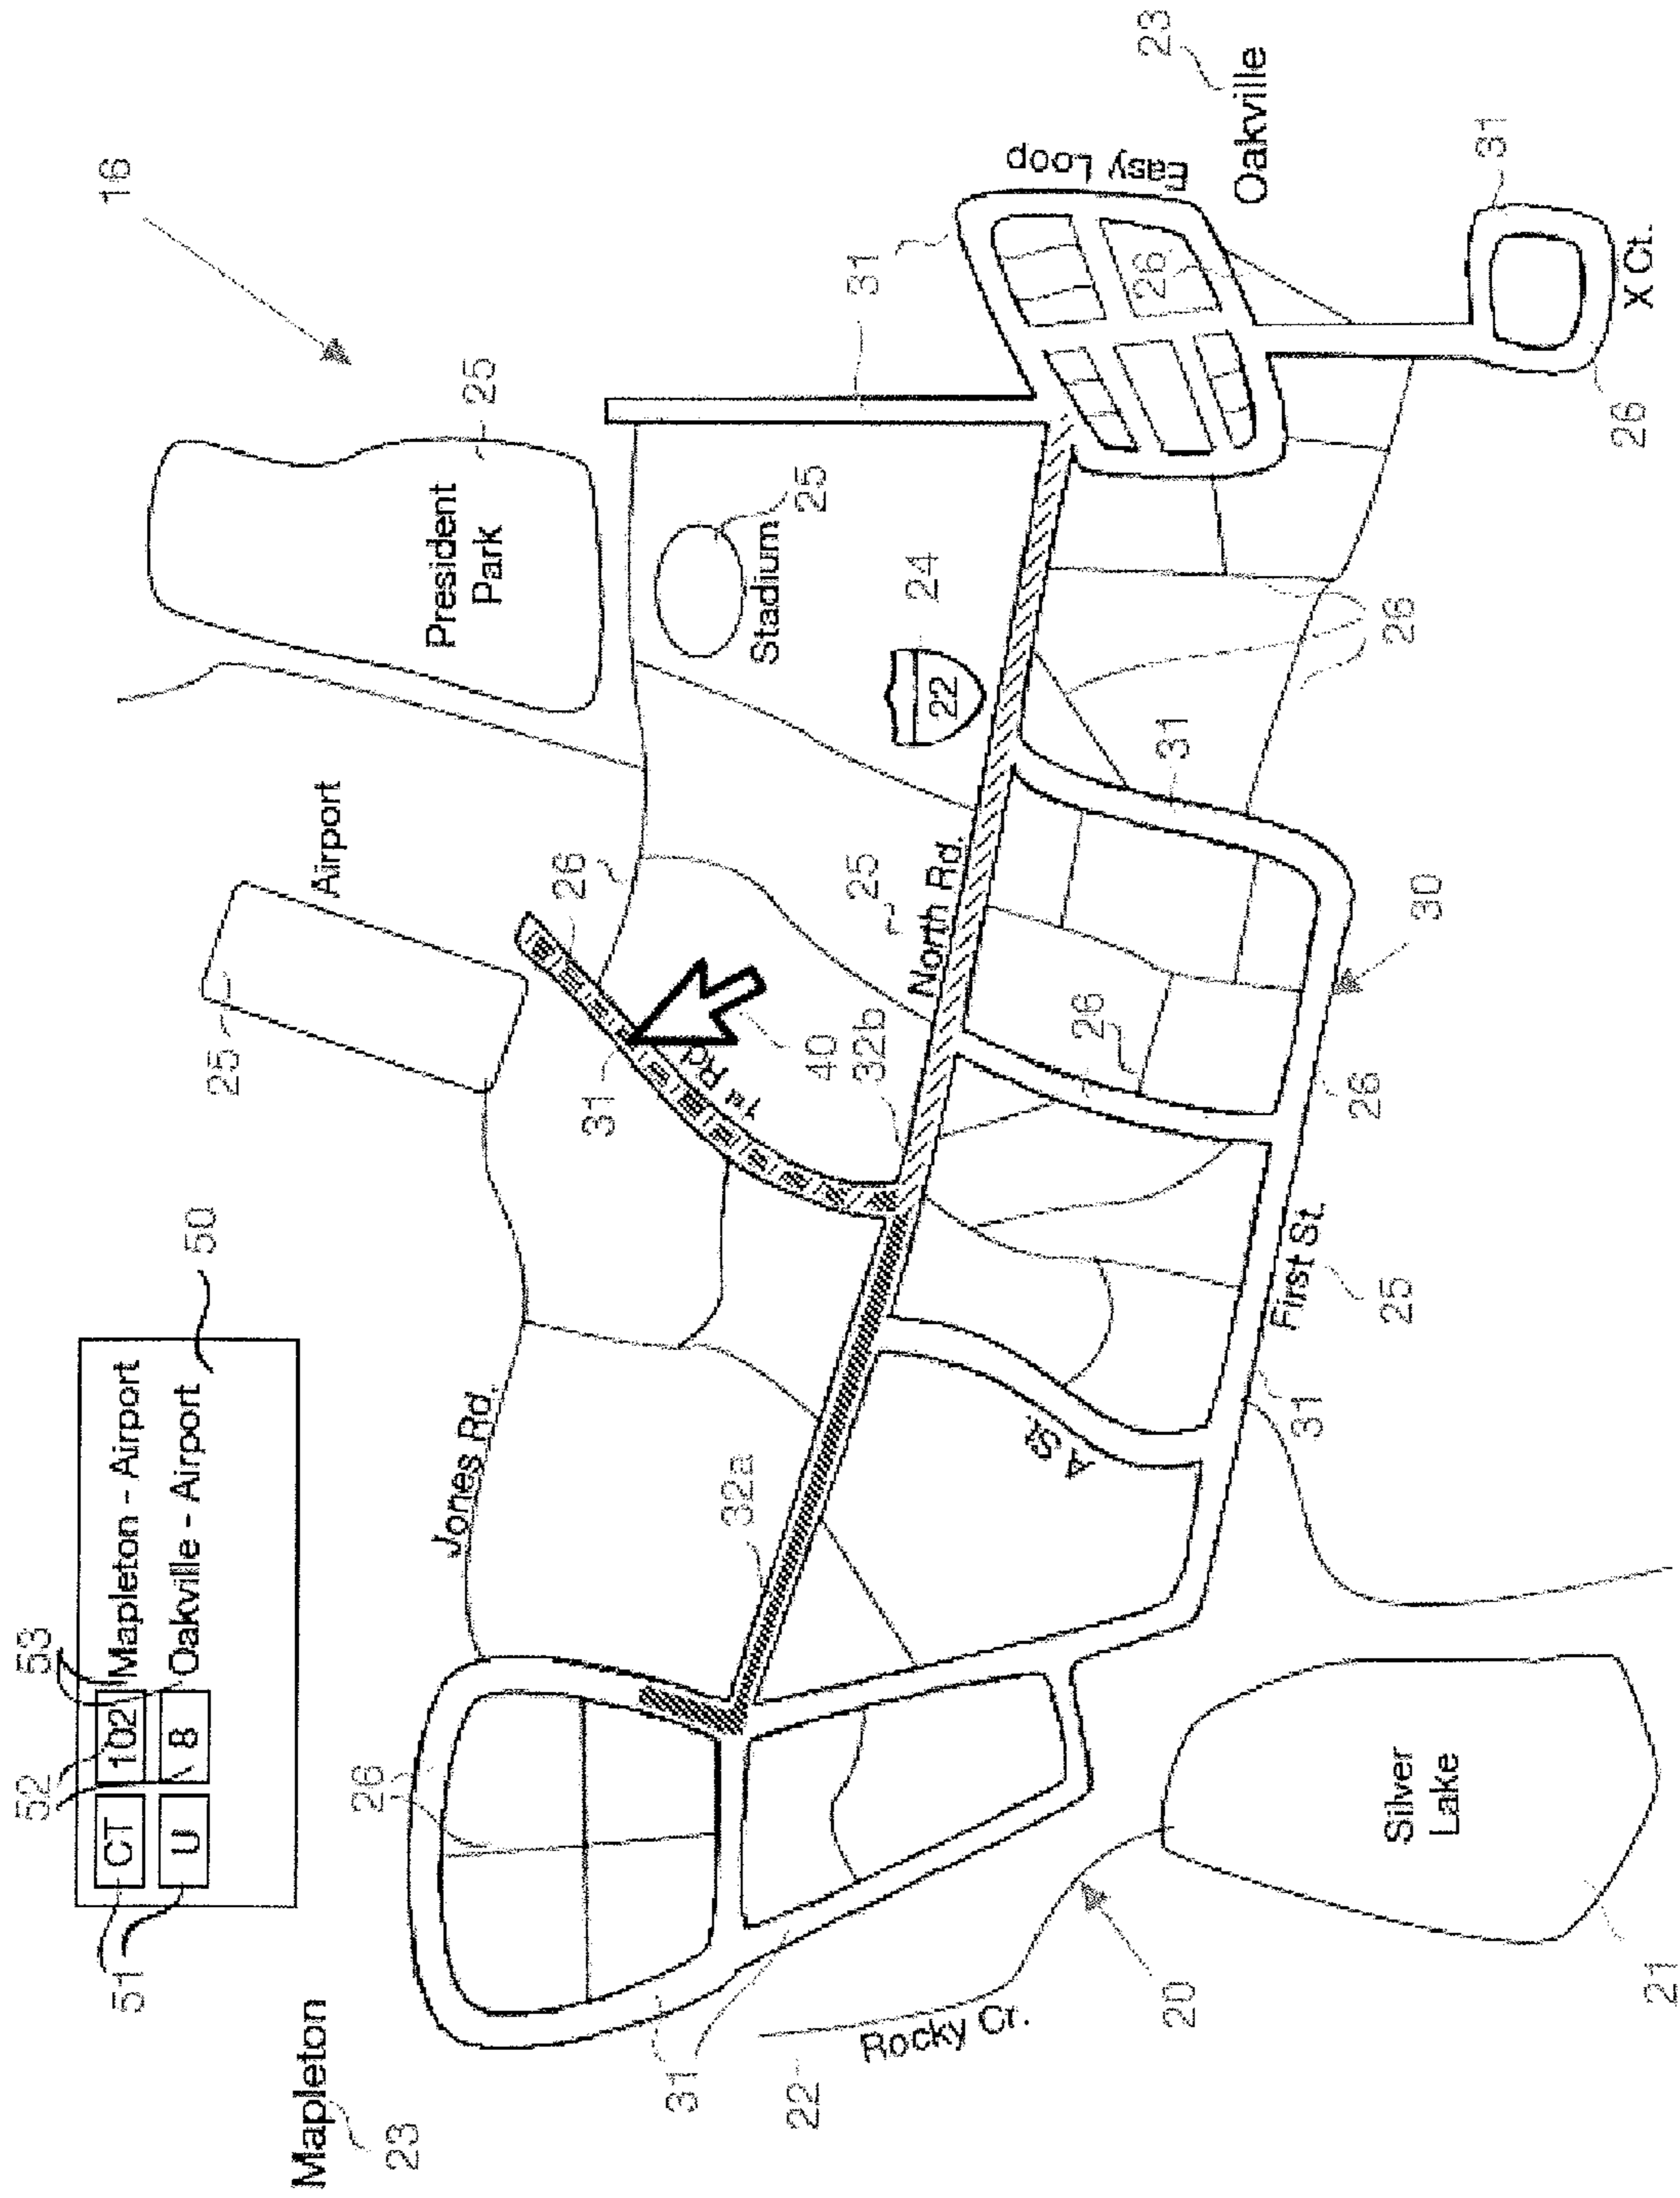 52 53
16
CT 102 Mapleton - Airport
51
U 8 Oakville - Airport
50
25
Mapleton
Airport
26
23
President
Park
25
Jones Rd.
26
31
31
1st Rd.
32a
Stadium
25
22
40
25
32b
31
24
22
North Rd.
Rocky Cr.
Easy Loop
A St.
26
26
23
20
31
Oakville
First St.
31
26
25
26
Silver
Lake
30
31
26
X Ct.
21